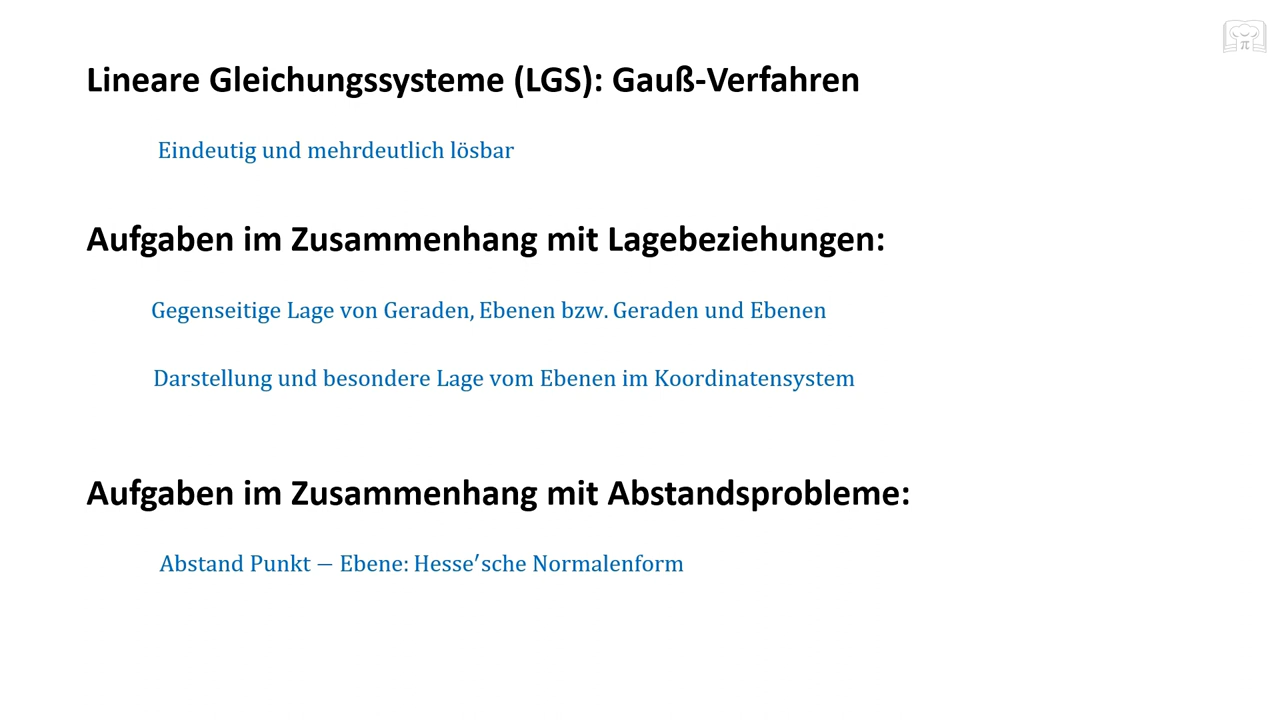 Lineare Gleichungssysteme (LGS): Gauß-Verfahren
Eindeutig und mehrdeutlich lösbar
Aufgaben im Zusammenhang mit Lagebeziehungen:
Gegenseitige Lage von Geraden, Ebenen bzw. Geraden und Ebenen
Darstellung und besondere Lage vom Ebenen im Koordinatensystem
Aufgaben im Zusammenhang mit Abstandsprobleme:
Abstand Punkt − Ebene: Hesse′sche Normalenform
π